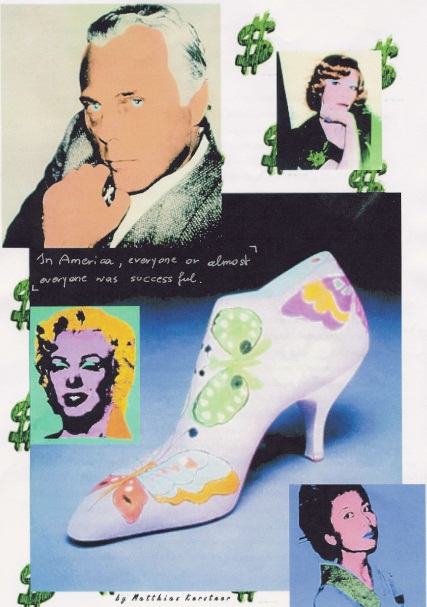 In America, everyone or almost
everyone was successful.
by Matthias Kerstner